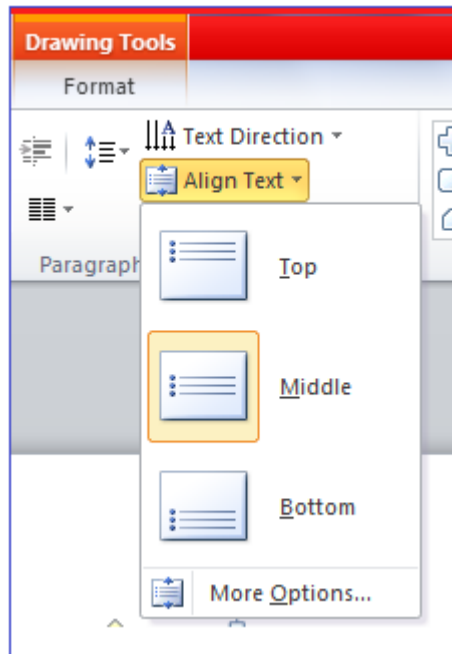 Drawing Tools
Format
Text Direction
Align Text
Paragraph
Top
Middle
Bottom
More Options...